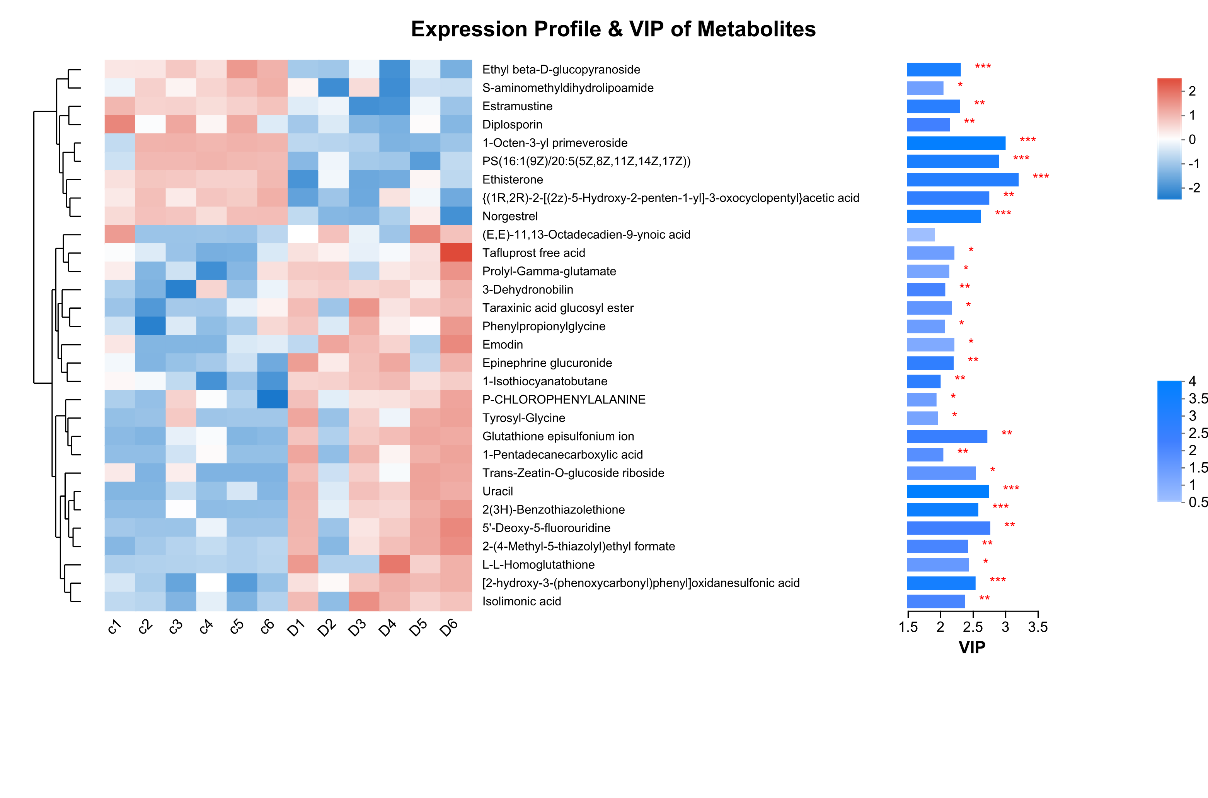 Expression Profile & VIP of Metabolites
Ethyl beta-D-glucopyranoside ***
S-aminomethyldihydrolipoamide *
Estramustine **
Diplosporin **
1-Octen-3-yl primeveroside ***
PS(16:1(9Z)/20:5(5Z,8Z,11Z,14Z,17Z)) ***
Ethisterone ***
{(1R,2R)-2-[(2z)-5-Hydroxy-2-penten-1-yl]-3-oxocyclopentyl}acetic acid **
Norgestrel ***
(E,E)-11,13-Octadecadien-9-ynoic acid
Tafluprost free acid *
Prolyl-Gamma-glutamate *
3-Dehydronobilin **
Taraxinic acid glucosyl ester *
Phenylpropionylglycine *
Emodin *
Epinephrine glucuronide **
1-Isothiocyanatobutane **
P-CHLOROPHENYLALANINE *
Tyrosyl-Glycine *
Glutathione episulfonium ion **
1-Pentadecanecarboxylic acid **
Trans-Zeatin-O-glucoside riboside *
Uracil ***
2(3H)-Benzothiazolethione ***
5'-Deoxy-5-fluorouridine **
2-(4-Methyl-5-thiazolyl)ethyl formate **
L-L-Homoglutathione *
[2-hydroxy-3-(phenoxycarbonyl)phenyl]oxidanesulfonic acid ***
Isolimonic acid **
c1 c2 c3 c4 c5 c6 D1 D2 D3 D4 D5 D6
1.5 2 2.5 3 3.5
VIP
2
1
0
-1
-2
4
3.5
3
2.5
2
1.5
1
0.5